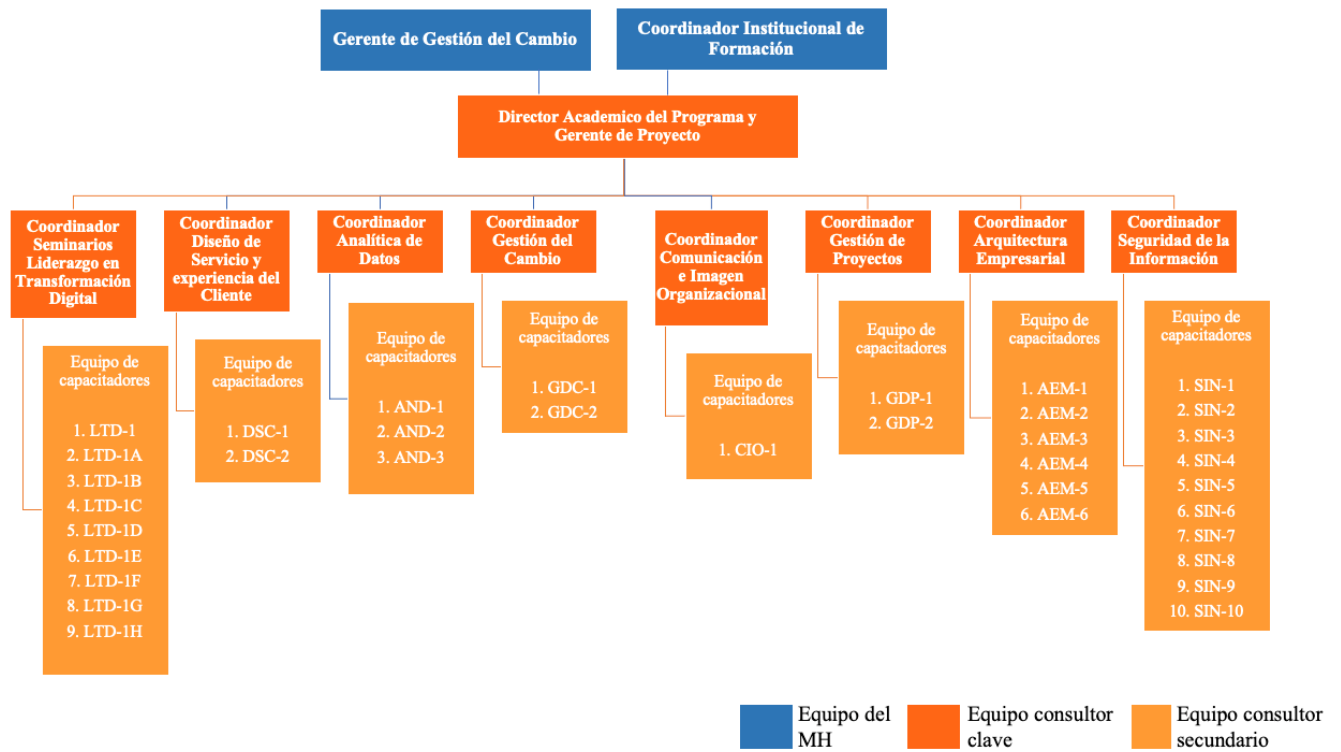 Gerente de Gestión del Cambio
Coordinador Institucional de
Formación
Director Academico del Programa y
Gerente de Proyecto
Coordinador
Seminarios
Liderazgo en
Transformación
Digital
Equipo de
capacitadores
1. LTD-1
2. LTD-1A
3. LTD-1B
4. LTD-1C
5. LTD-1D
6. LTD-1E
7. LTD-1F
8. LTD-1G
9. LTD-1H
Coordinador
Diseño de
Servicio y
experiencia del
Cliente
Equipo de
capacitadores
1. DSC-1
2. DSC-2
Coordinador
Analítica de
Datos
Equipo de
capacitadores
1. AND-1
2. AND-2
3. AND-3
Coordinador
Gestión del
Cambio
Equipo de
capacitadores
1. GDC-1
2. GDC-2
Coordinador
Comunicación
e Imagen
Organizacional
Equipo de
capacitadores
1. CIO-1
Coordinador
Gestión de
Proyectos
Equipo de
capacitadores
1. GDP-1
2. GDP-2
Coordinador
Arquitectura
Empresarial
Equipo de
capacitadores
1. AEM-1
2. AEM-2
3. AEM-3
4. AEM-4
5. AEM-5
6. AEM-6
Coordinador
Seguridad de la
Información
Equipo de
capacitadores
1. SIN-1
2. SIN-2
3. SIN-3
4. SIN-4
5. SIN-5
6. SIN-6
7. SIN-7
8. SIN-8
9. SIN-9
10. SIN-10
Equipo del
MH
Equipo consultor
clave
Equipo consultor
secundario